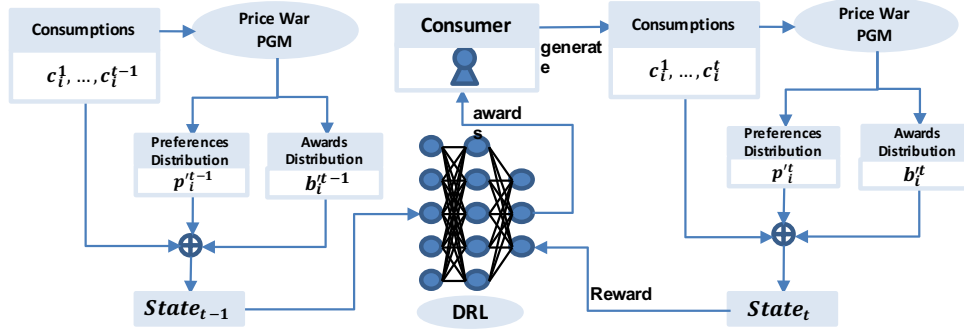 Consumptions
c_i^1, ..., c_i^{t-1}
Price War
PGM
Preferences
Distribution
p'_i^{t-1}
Awards
Distribution
b'_i^{t-1}
⊕
State_{t-1}
Consumer
generat
e
award
s
DRL
Reward
Consumptions
c_i^1, ..., c_i^t
Price War
PGM
Preferences
Distribution
p'_i^t
Awards
Distribution
b'_i^t
⊕
State_t